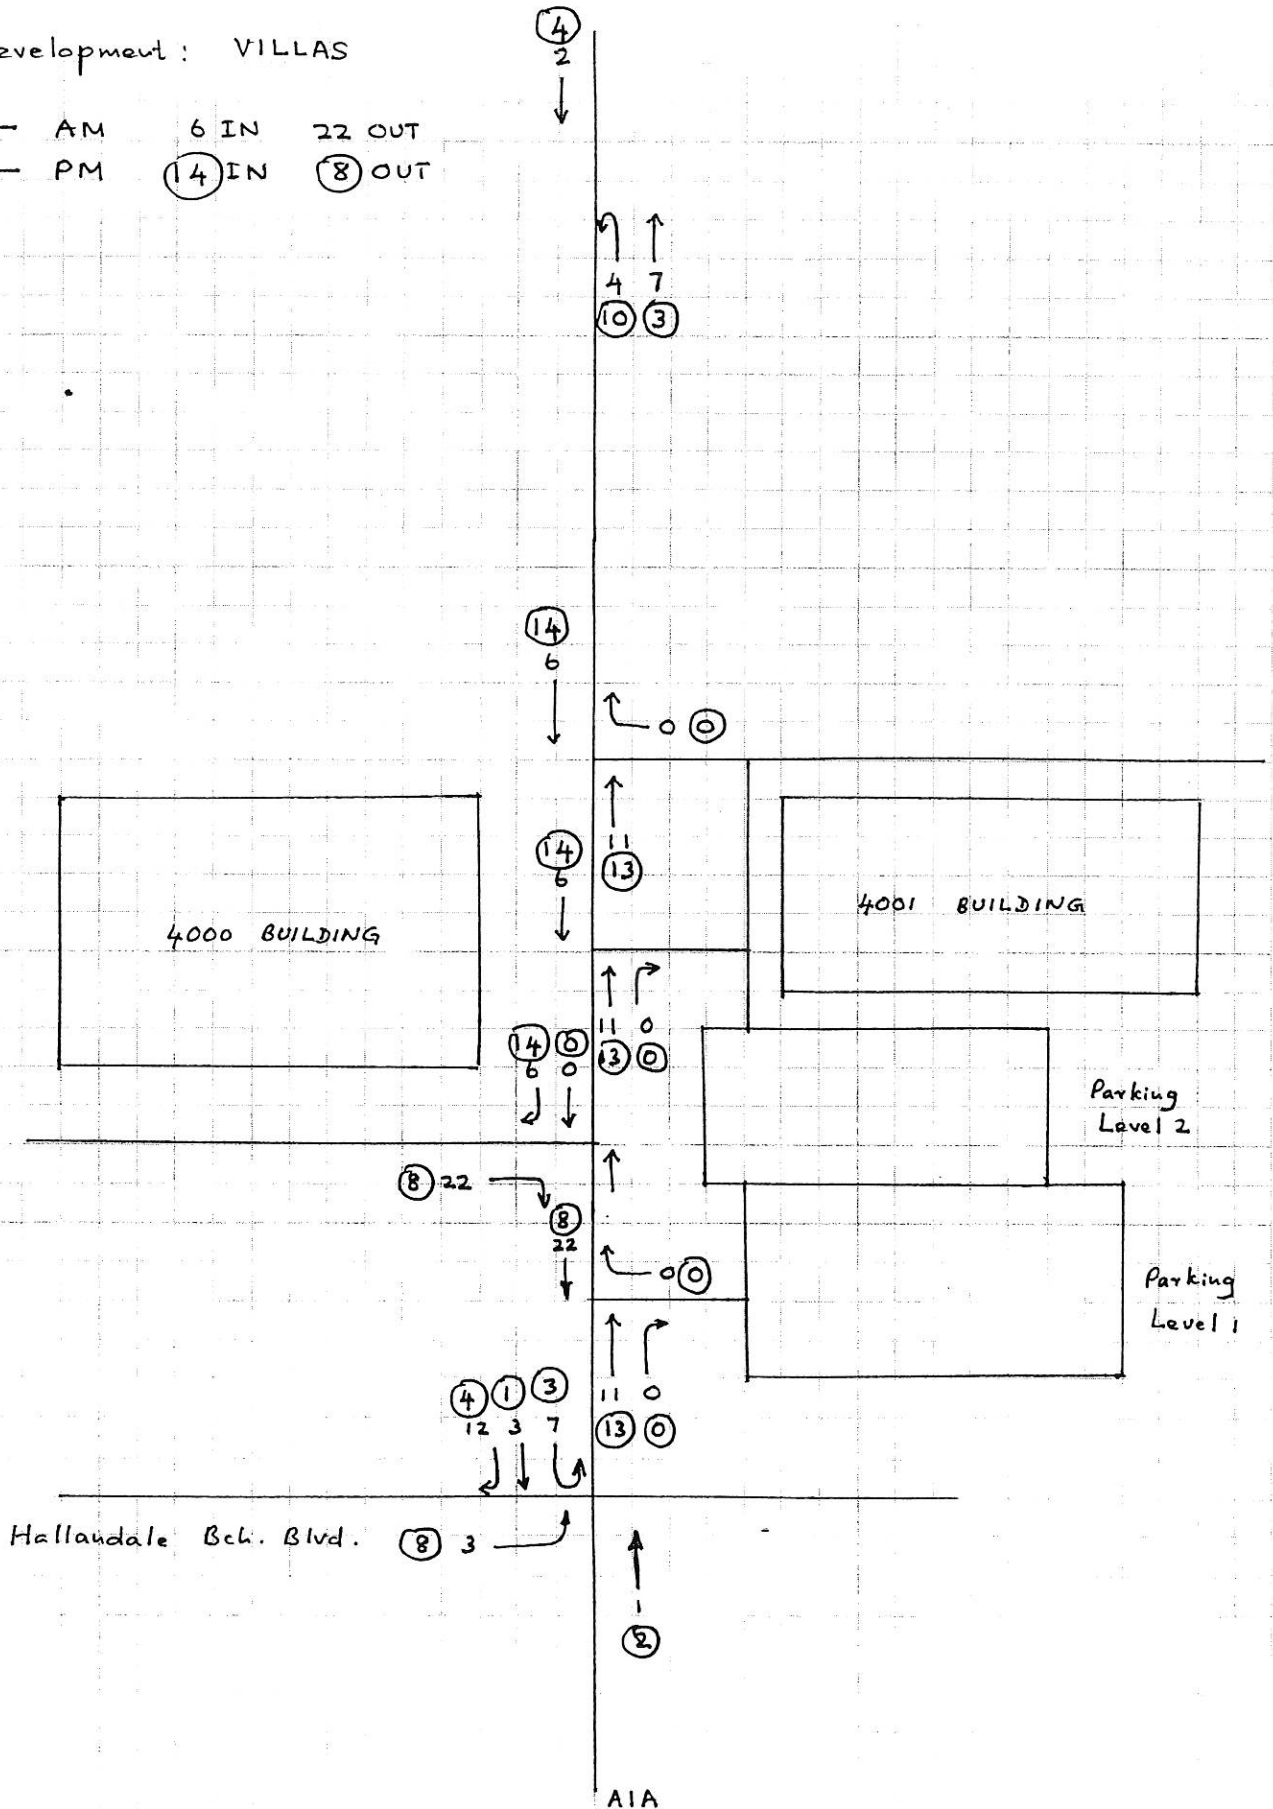 evelopment : VILLAS
— AM 6 IN 22 OUT
— PM 14 IN 8 OUT
4
2
4 7
10 3
14
6
0 0
14
6
11
13
4000 BUILDING
4001 BUILDING
14 0
6 0
11 0
13 0
Parking
Level 2
8 22
8
22
0 0
Parking
Level 1
4 1 3
12 3 7
11 0
13 0
Hallandale Bch. Blvd.
8 3
1
2
A1A